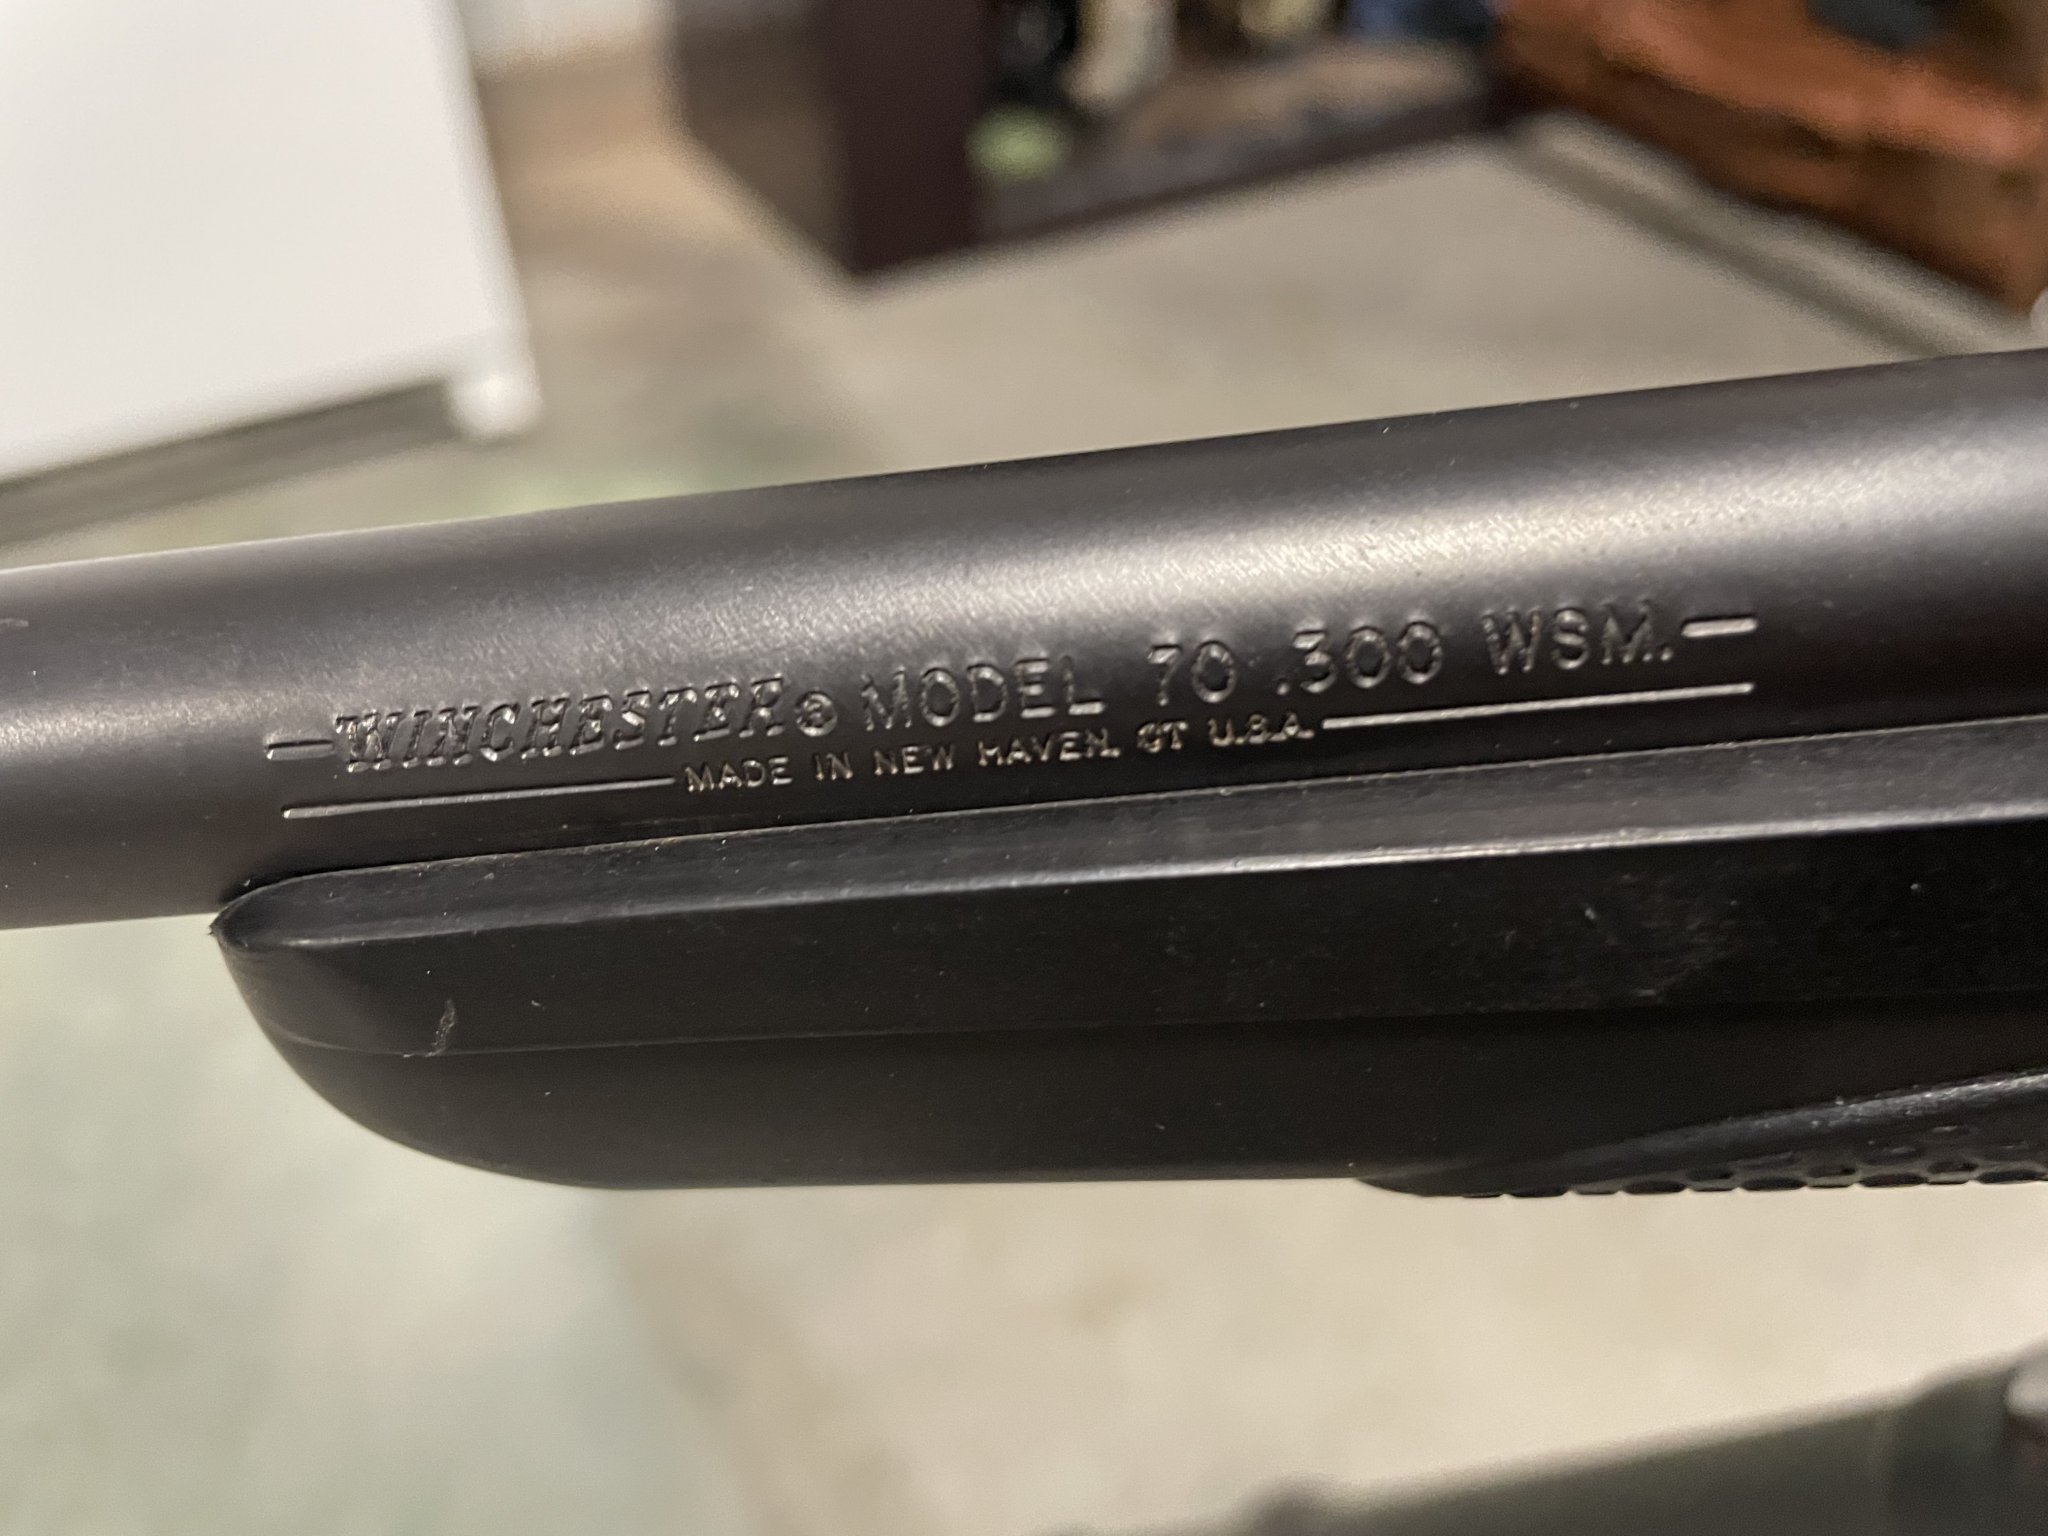 WINCHESTER® MODEL 70 .300 WSM.
MADE IN NEW HAVEN, CT U.S.A.